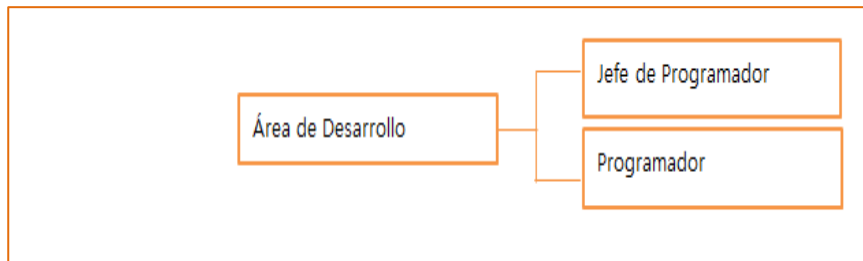 Jefe de Programador
Área de Desarrollo
Programador